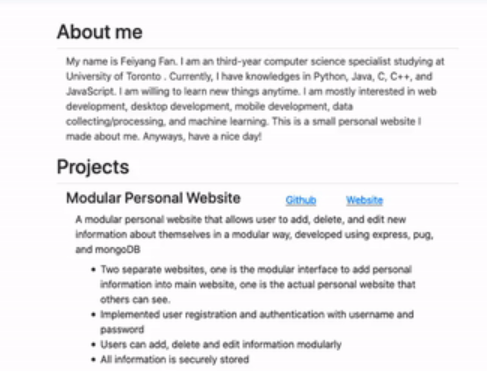 About me
My name is Feiyang Fan. I am an third-year computer science specialist studying at
University of Toronto . Currently, I have knowledges in Python, Java, C, C++, and
JavaScript. I am willing to learn new things anytime. I am mostly interested in web
development, desktop development, mobile development, data
collecting/processing, and machine learning. This is a small personal website I
made about me. Anyways, have a nice day!
Projects
Modular Personal Website Github Website
A modular personal website that allows user to add, delete, and edit new
information about themselves in a modular way, developed using express, pug,
and mongoDB
• Two separate websites, one is the modular interface to add personal
information into main website, one is the actual personal website that
others can see.
• Implemented user registration and authentication with username and
password
• Users can add, delete and edit information modularly
• All information is securely stored